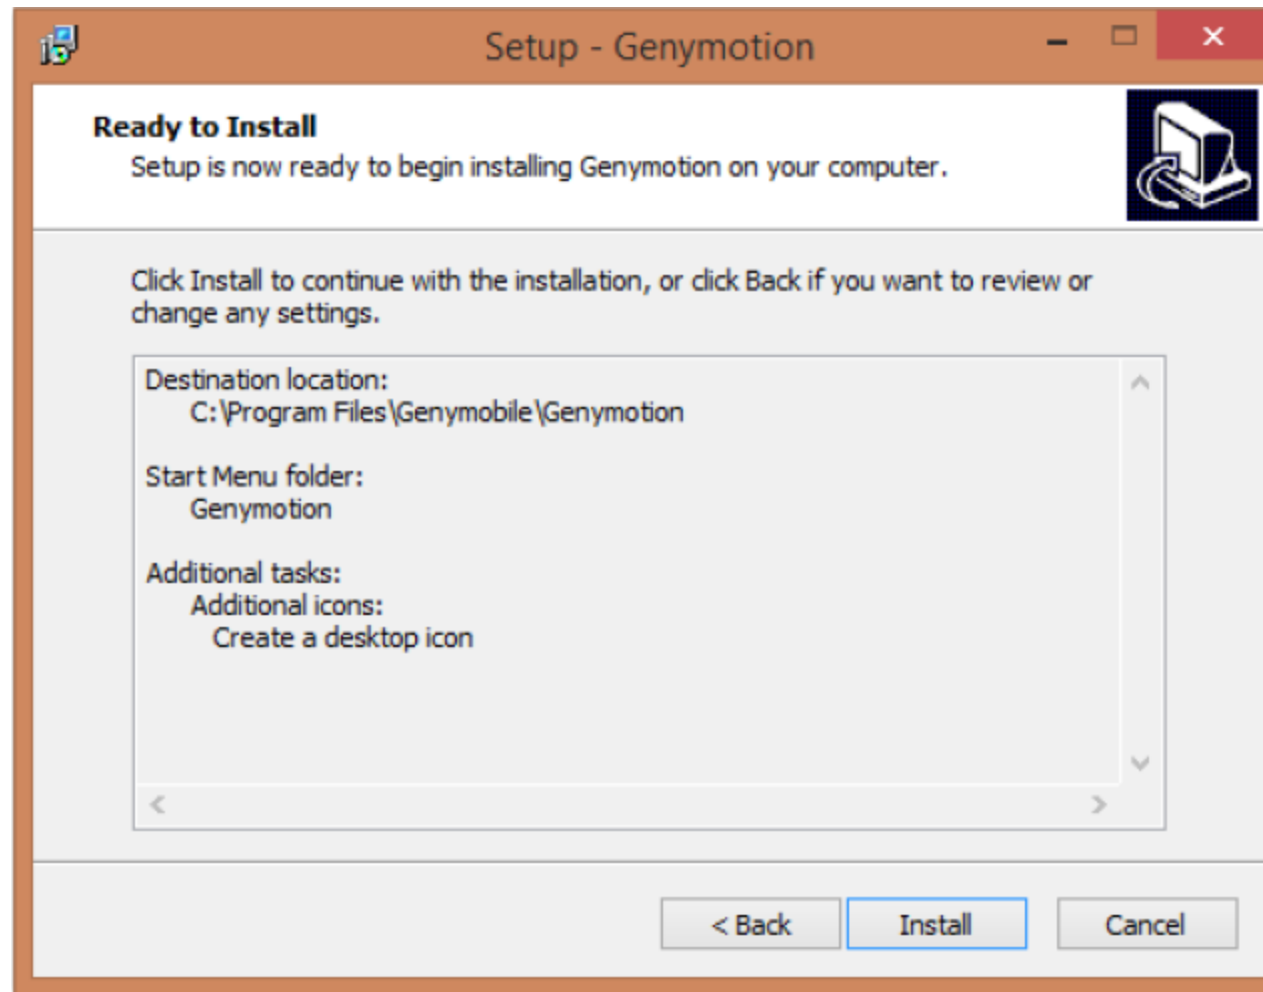 Setup - Genymotion
Ready to Install
Setup is now ready to begin installing Genymotion on your computer.
Click Install to continue with the installation, or click Back if you want to review or
change any settings.
Destination location:
C:\Program Files\Genymobile\Genymotion
Start Menu folder:
Genymotion
Additional tasks:
Additional icons:
Create a desktop icon
< Back
Install
Cancel